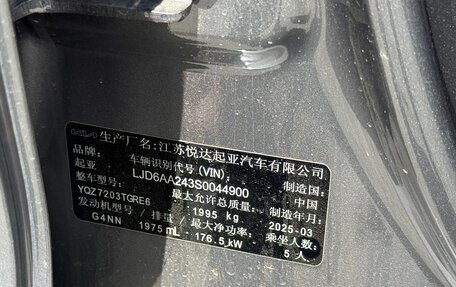 KIA 生产厂名:江苏悦达起亚汽车有限公司
品牌: 车辆识别代号(VIN): 制造国:
起亚 LJD6AA243S0044900 中国
整车型号: 最大允许总质量: 制造年月:
YQZ7203TGRE6 1995 kg 2025-03
发动机型号/排量/最大净功率: 乘坐人数:
G4NN 1975 mL 176.5 kW 5 人